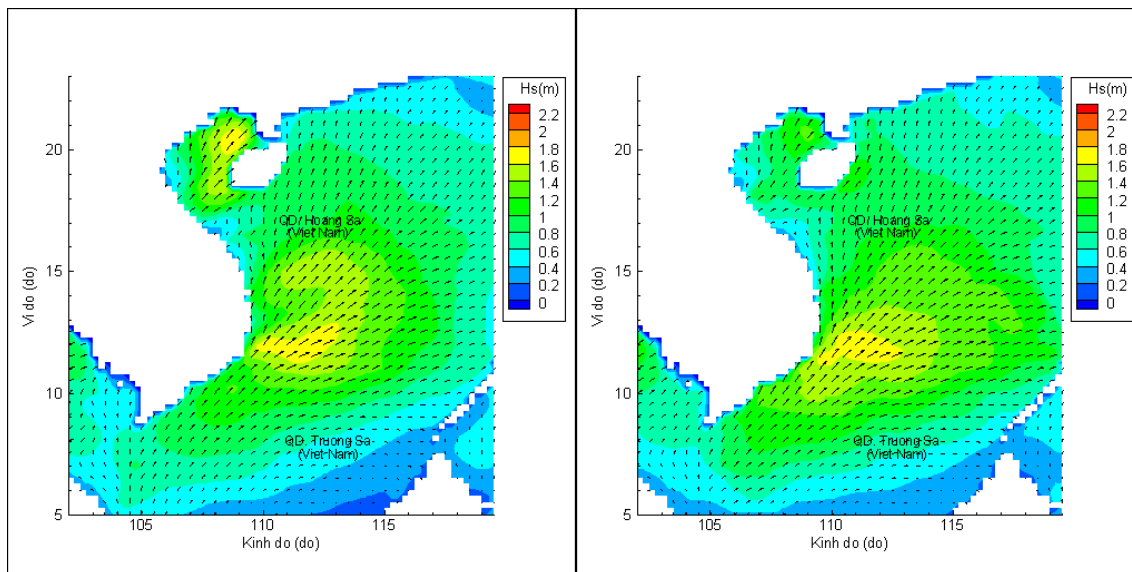 Hs(m)
2.2
2
1.8
1.6
1.4
1.2
1
0.8
0.6
0.4
0.2
0
20
15
10
5
Vi do (do)
QD. Hoang Sa
(Viet Nam)
QD. Truong Sa
(Viet Nam)
105
110
115
Kinh do (do)
Hs(m)
2.2
2
1.8
1.6
1.4
1.2
1
0.8
0.6
0.4
0.2
0
20
15
10
5
Vi do (do)
QD. Hoang Sa
(Viet Nam)
QD. Truong Sa
(Viet Nam)
105
110
115
Kinh do (do)